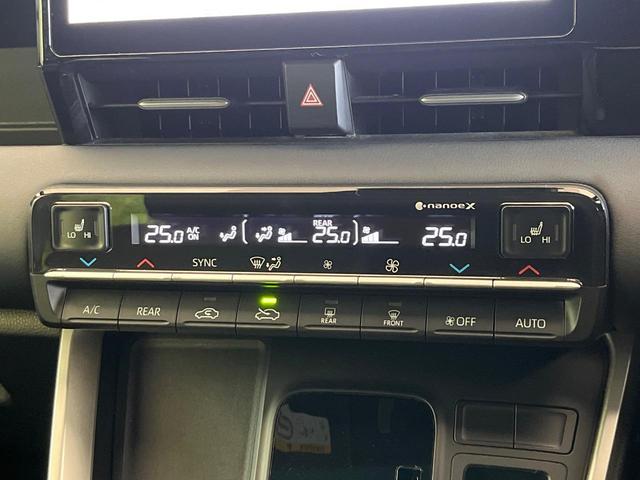 nanoeX
LO HI
25.0 A/C ON REAR 25.0 25.0
LO HI
SYNC
A/C REAR REAR FRONT OFF AUTO